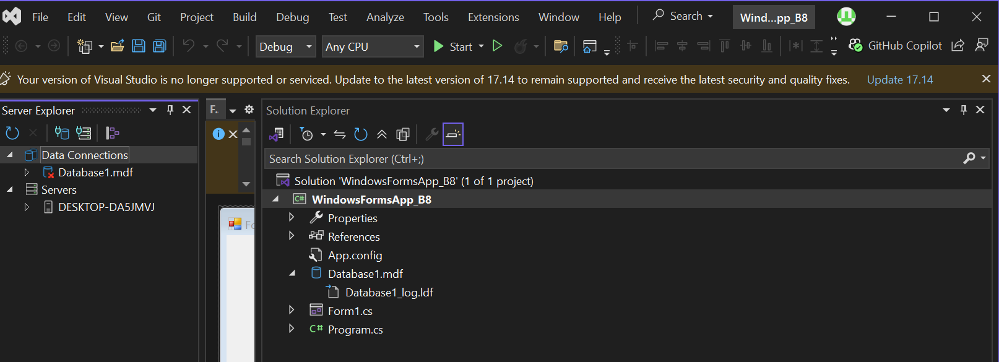 File Edit View Git Project Build Debug Test Analyze Tools Extensions Window Help Search Wind...pp_B8
Debug Any CPU Start GitHub Copilot
Your version of Visual Studio is no longer supported or serviced. Update to the latest version of 17.14 to remain supported and receive the latest security and quality fixes. Update 17.14
Server Explorer
Data Connections
Database1.mdf
Servers
DESKTOP-DA5JMVJ
F.
Fo
Solution Explorer
Search Solution Explorer (Ctrl+;)
Solution 'WindowsFormsApp_B8' (1 of 1 project)
C# WindowsFormsApp_B8
Properties
References
App.config
Database1.mdf
Database1_log.ldf
Form1.cs
C# Program.cs